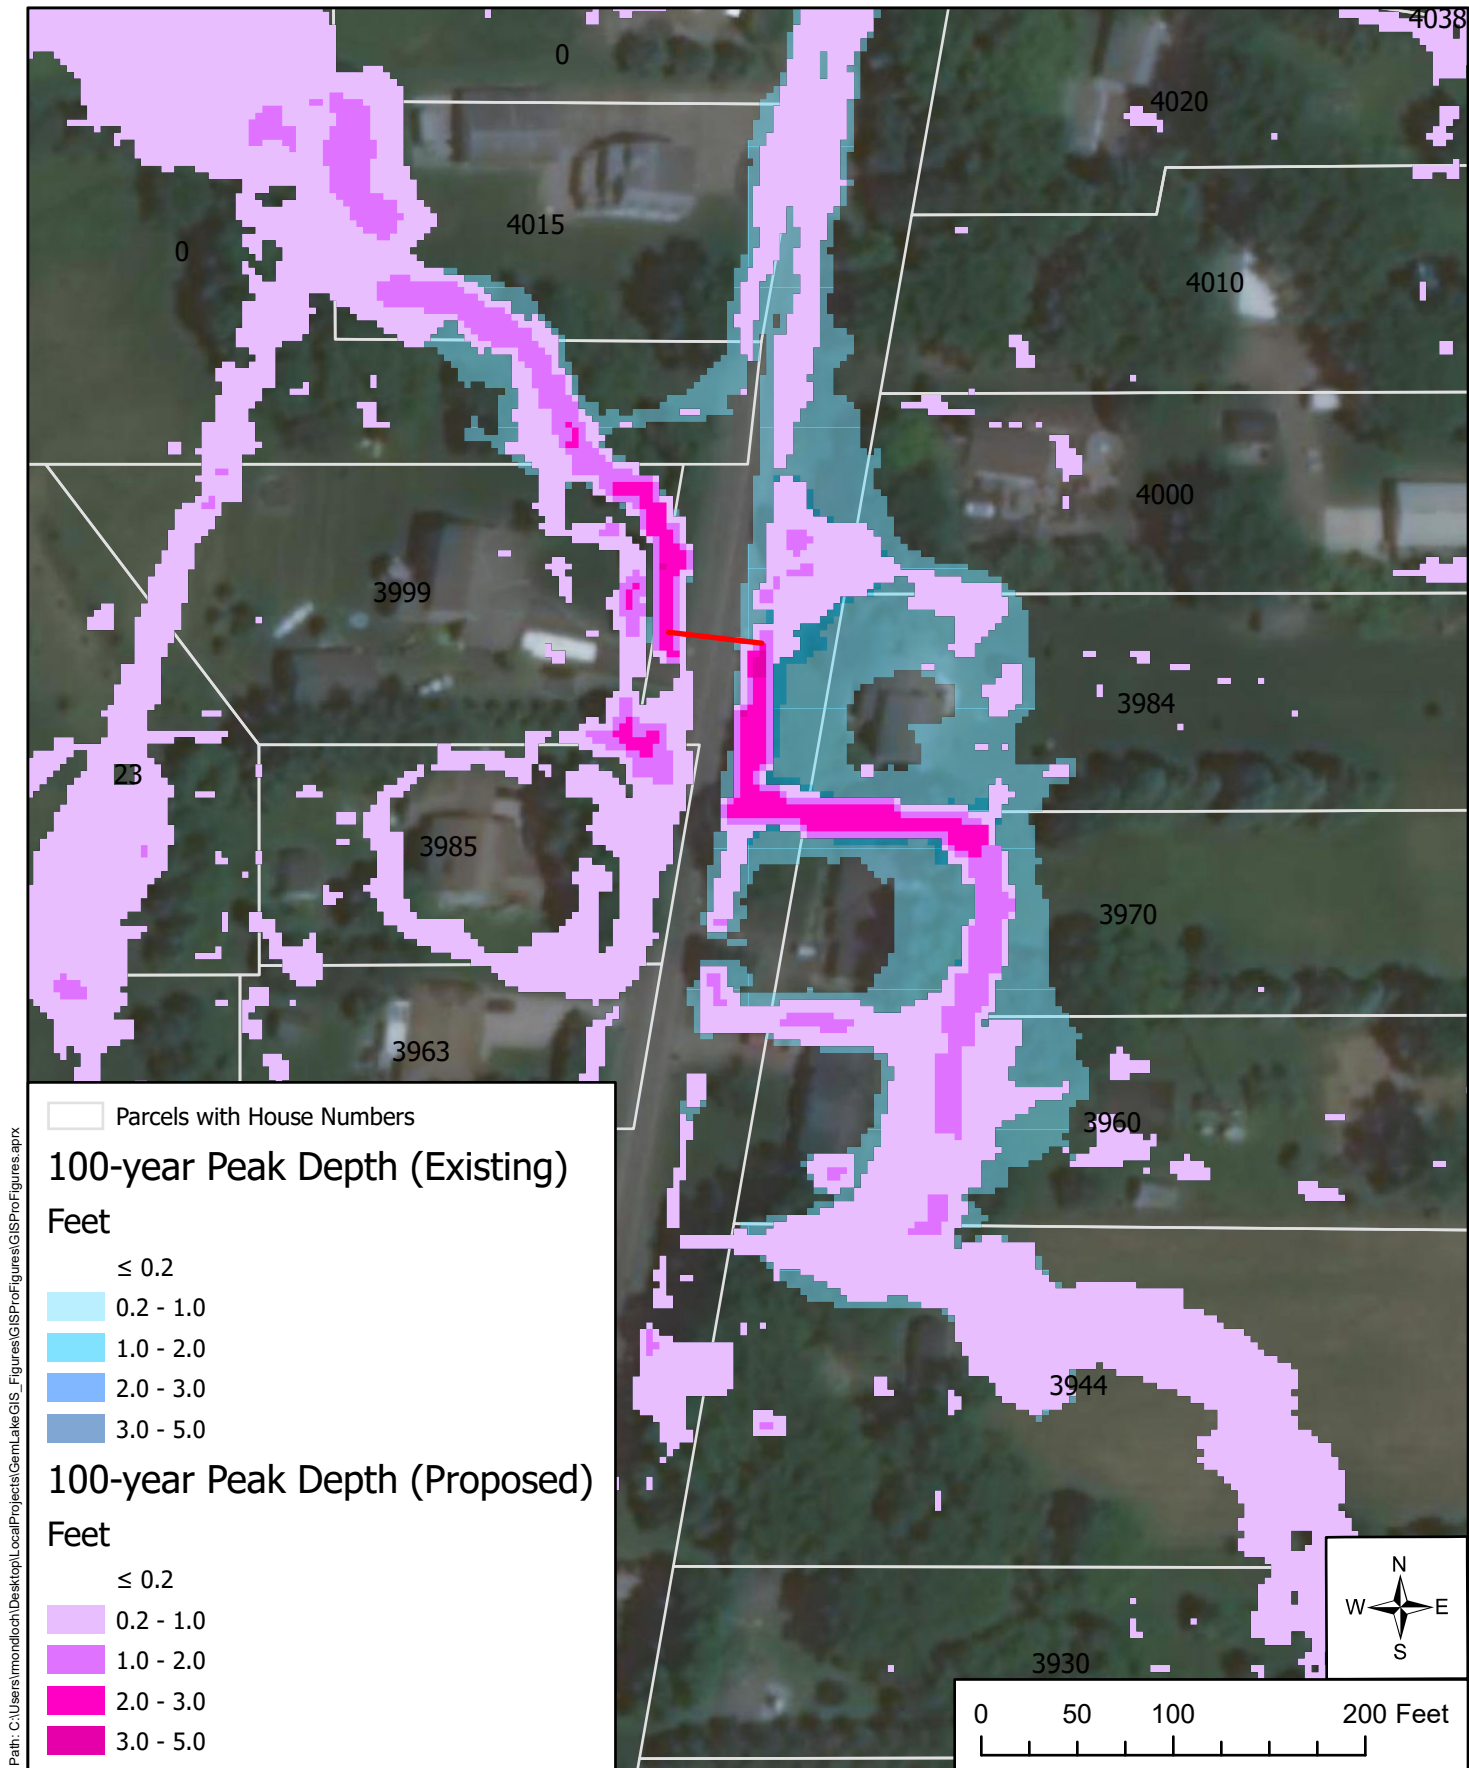 4038
0
4020
4015
0
4010
4000
3999
3984
23
3985
3970
3963
3960
3944
3930
Parcels with House Numbers
100-year Peak Depth (Existing)
Feet
≤ 0.2
0.2 - 1.0
1.0 - 2.0
2.0 - 3.0
3.0 - 5.0
100-year Peak Depth (Proposed)
Feet
≤ 0.2
0.2 - 1.0
1.0 - 2.0
2.0 - 3.0
3.0 - 5.0
N
W E
S
0 50 100 200 Feet
Path: C:\Users\rmondloch\Desktop\LocalProjects\GemLakeGIS_Figures\GISProFigures\GISProFigures.aprx